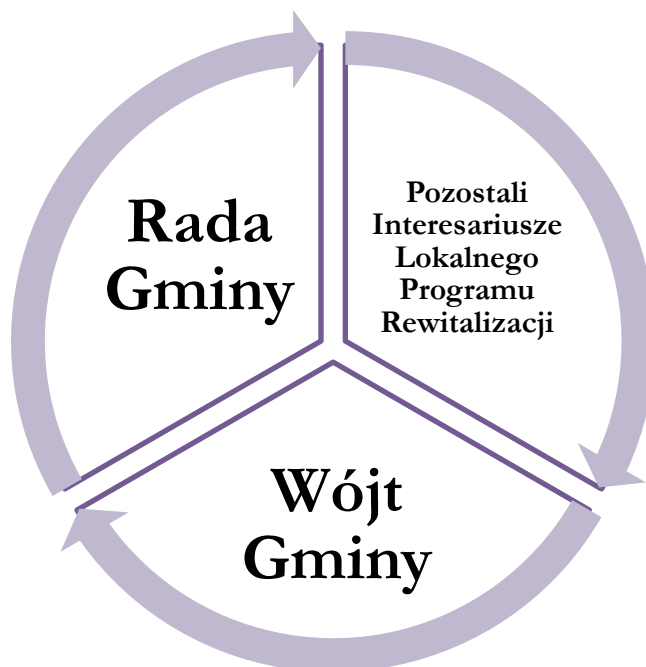 Rada
Gminy
Pozostali
Interesariusze
Lokalnego
Programu
Rewitalizacji
Wójt
Gminy